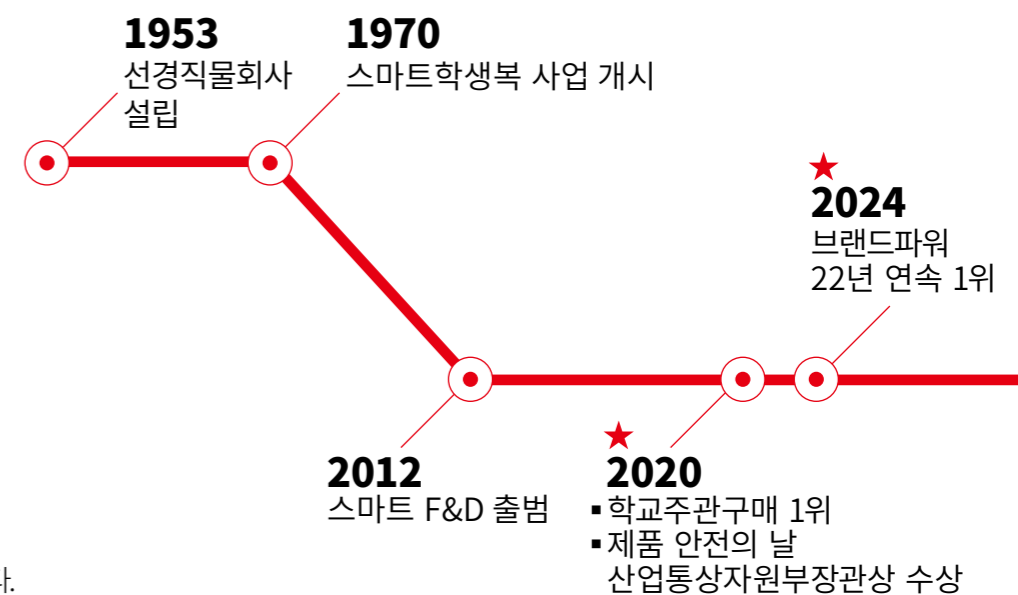 1953
선경직물회사
설립
1970
스마트학생복 사업 개시
2012
스마트 F&D 출범
2020
▪학교주관구매 1위
▪제품 안전의 날
산업통상자원부장관상 수상
2024
브랜드파워
22년 연속 1위